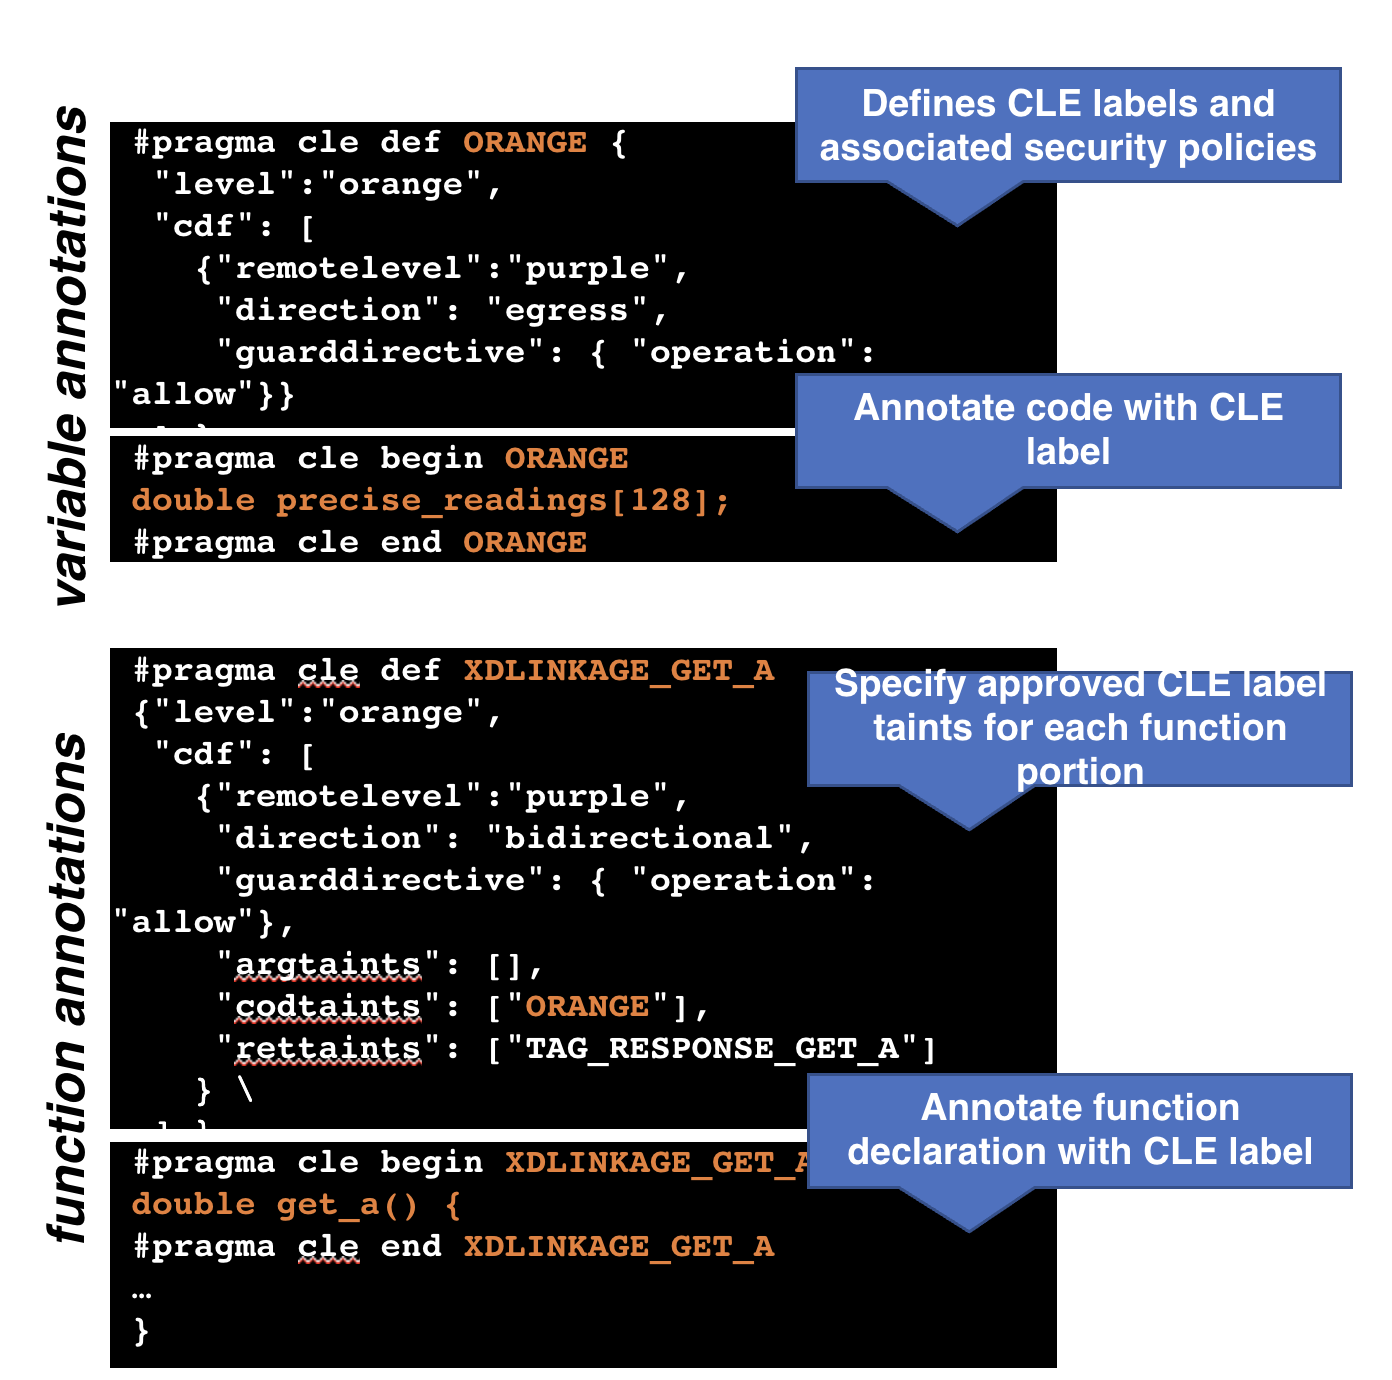 variable annotations
Defines CLE labels and
associated security policies
#pragma cle def ORANGE {
"level":"orange",
"cdf": [
{"remotelevel":"purple",
"direction": "egress",
"guarddirective": { "operation":
"allow"}}
Annotate code with CLE
label
#pragma cle begin ORANGE
double precise_readings[128];
#pragma cle end ORANGE
function annotations
#pragma cle def XDLINKAGE_GET_A
{"level":"orange",
"cdf": [
{"remotelevel":"purple",
"direction": "bidirectional",
"guarddirective": { "operation":
"allow"},
"argtaints": [],
"codtaints": ["ORANGE"],
"rettaints": ["TAG_RESPONSE_GET_A"]
} \
Specify approved CLE label
taints for each function
portion
Annotate function
declaration with CLE label
#pragma cle begin XDLINKAGE_GET_A
double get_a() {
#pragma cle end XDLINKAGE_GET_A
…
}